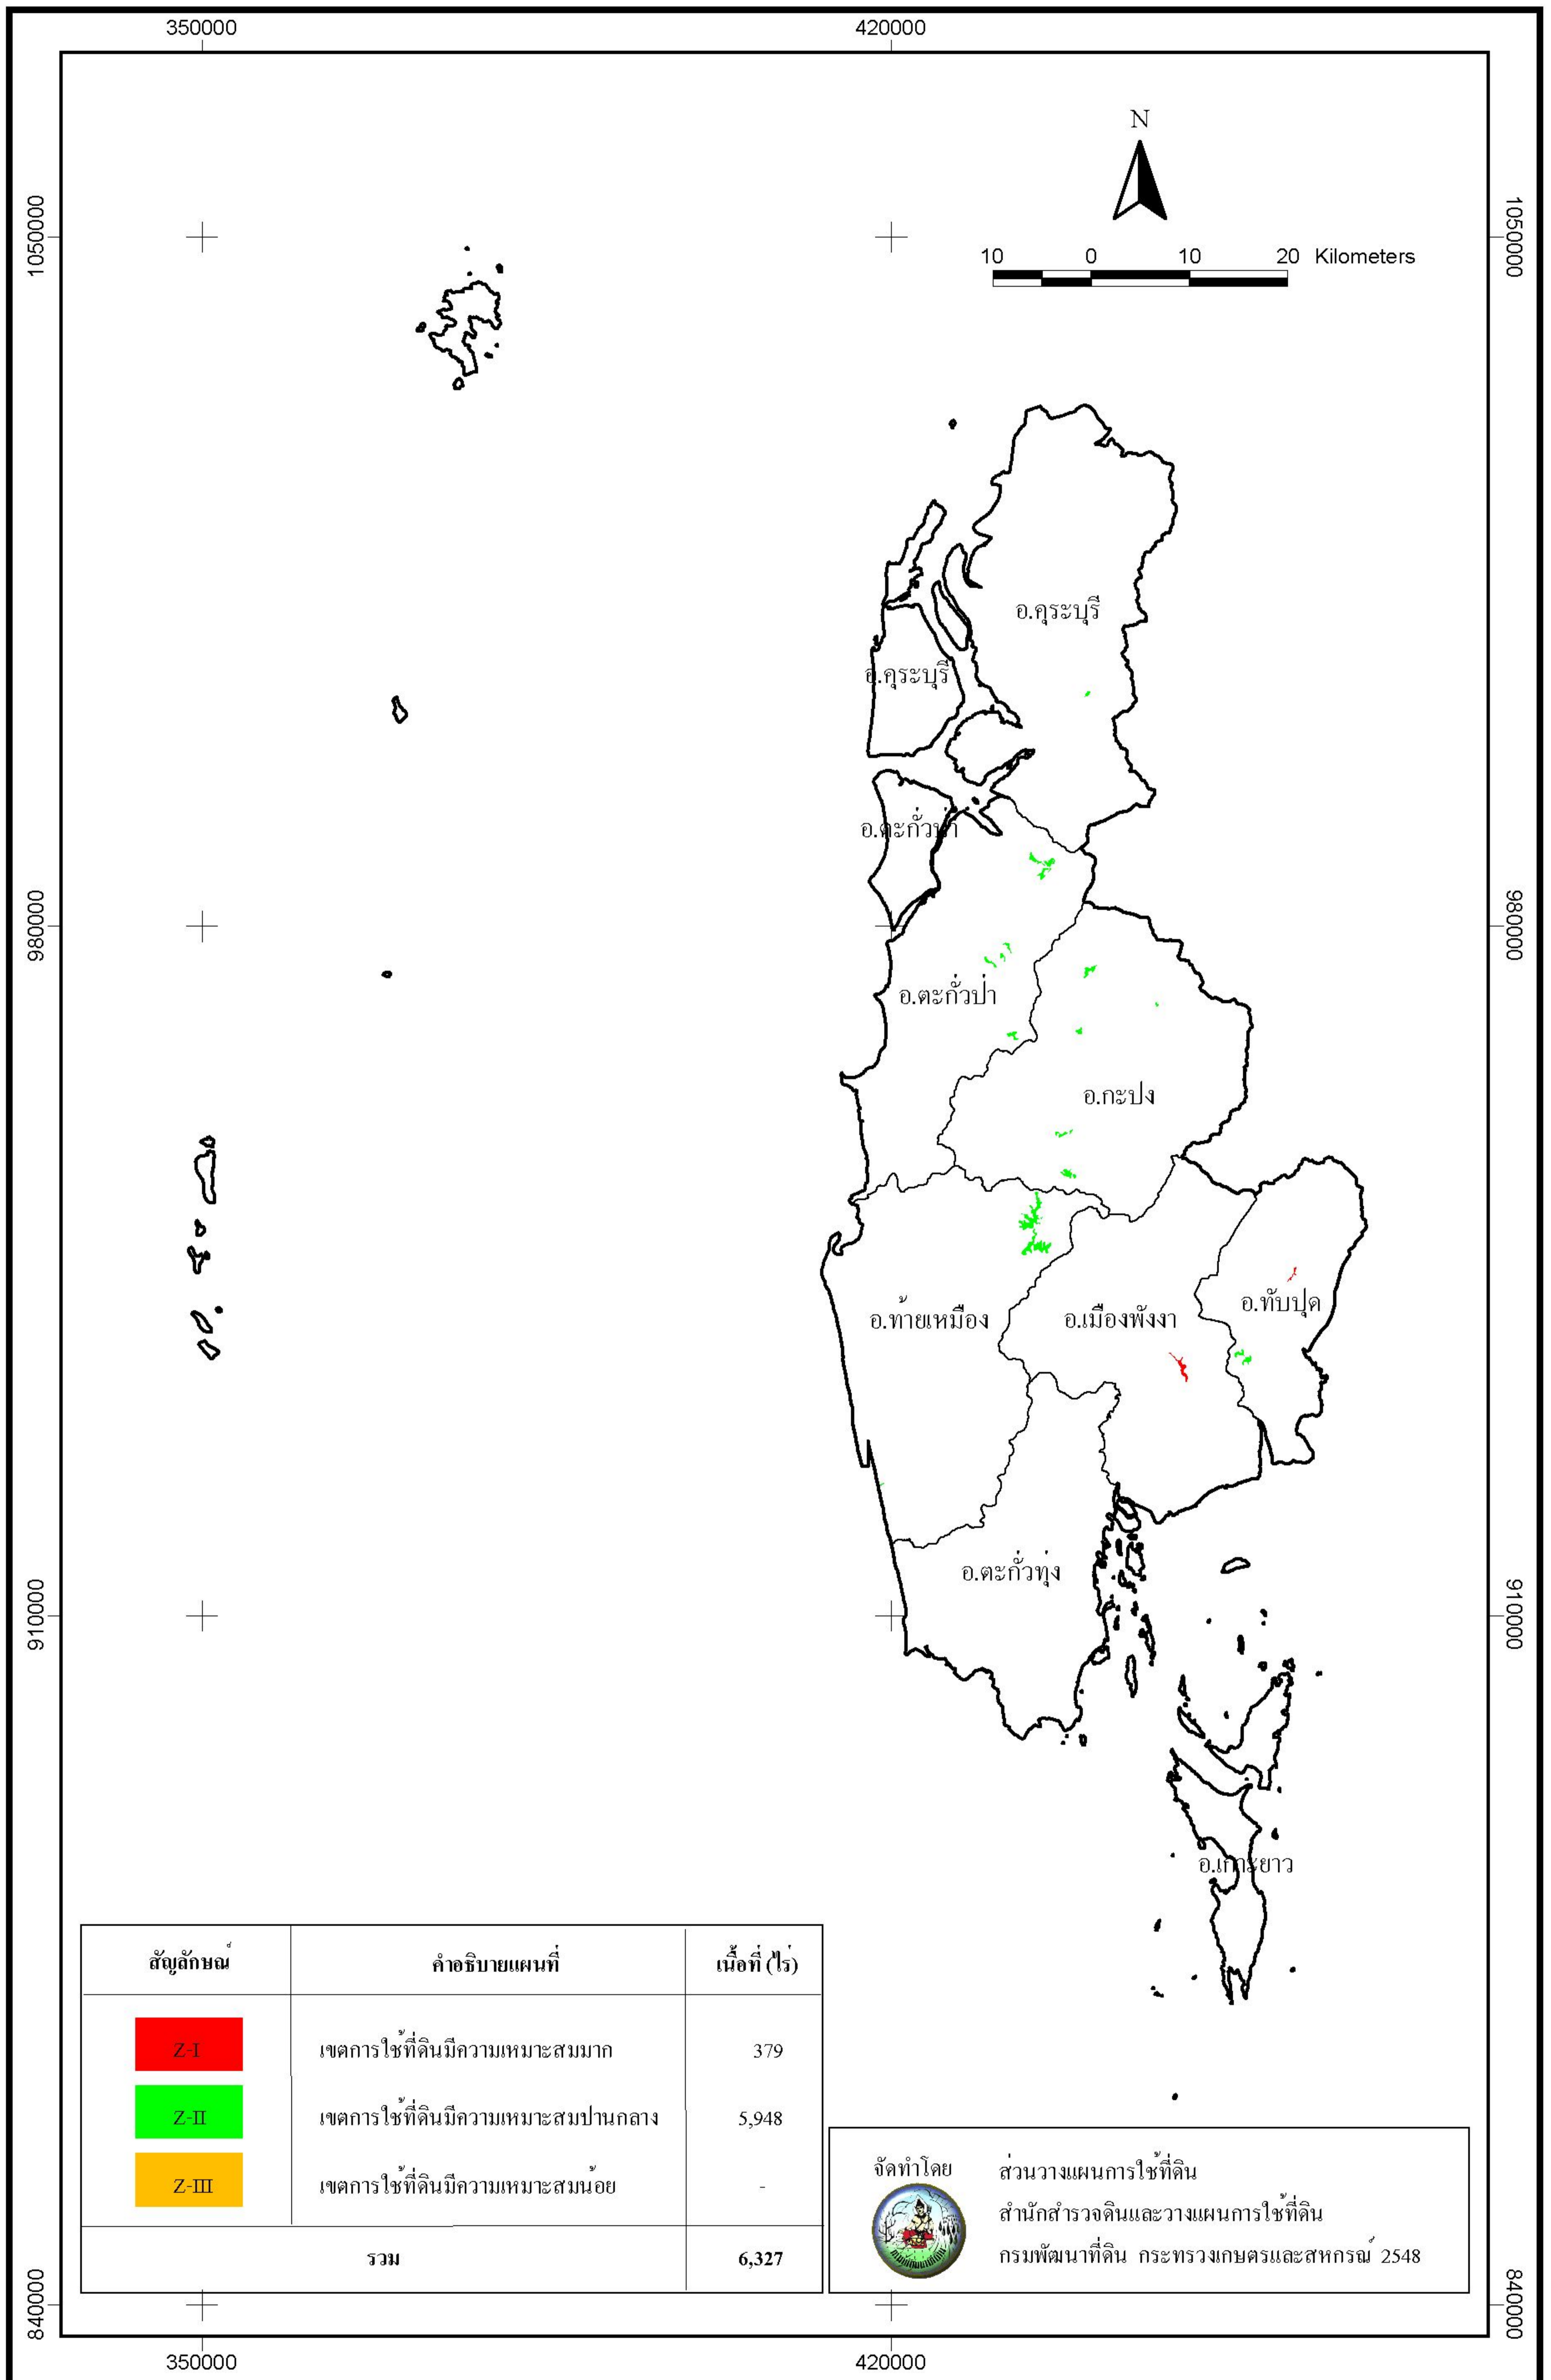 350000 420000
N
1050000 1050000
10 0 10 20 Kilometers
อ.คุระบุรี
อ.คุระบุรี
อ.ตะกั่วป่า
980000 980000
อ.ตะกั่วป่า
อ.กะปง
อ.ท้ายเหมือง อ.เมืองพังงา อ.ทับปุด
อ.ตะกั่วทุ่ง
910000 910000
อ.เกาะยาว
สัญลักษณ์ คำอธิบายแผนที่ เนื้อที่ (ไร่)
Z-I เขตการใช้ที่ดินมีความเหมาะสมมาก 379
Z-II เขตการใช้ที่ดินมีความเหมาะสมปานกลาง 5,948
Z-III เขตการใช้ที่ดินมีความเหมาะสมน้อย -
รวม 6,327
จัดทำโดย ส่วนวางแผนการใช้ที่ดิน
สำนักสำรวจดินและวางแผนการใช้ที่ดิน
กรมพัฒนาที่ดิน กระทรวงเกษตรและสหกรณ์ 2548
840000 840000
350000 420000